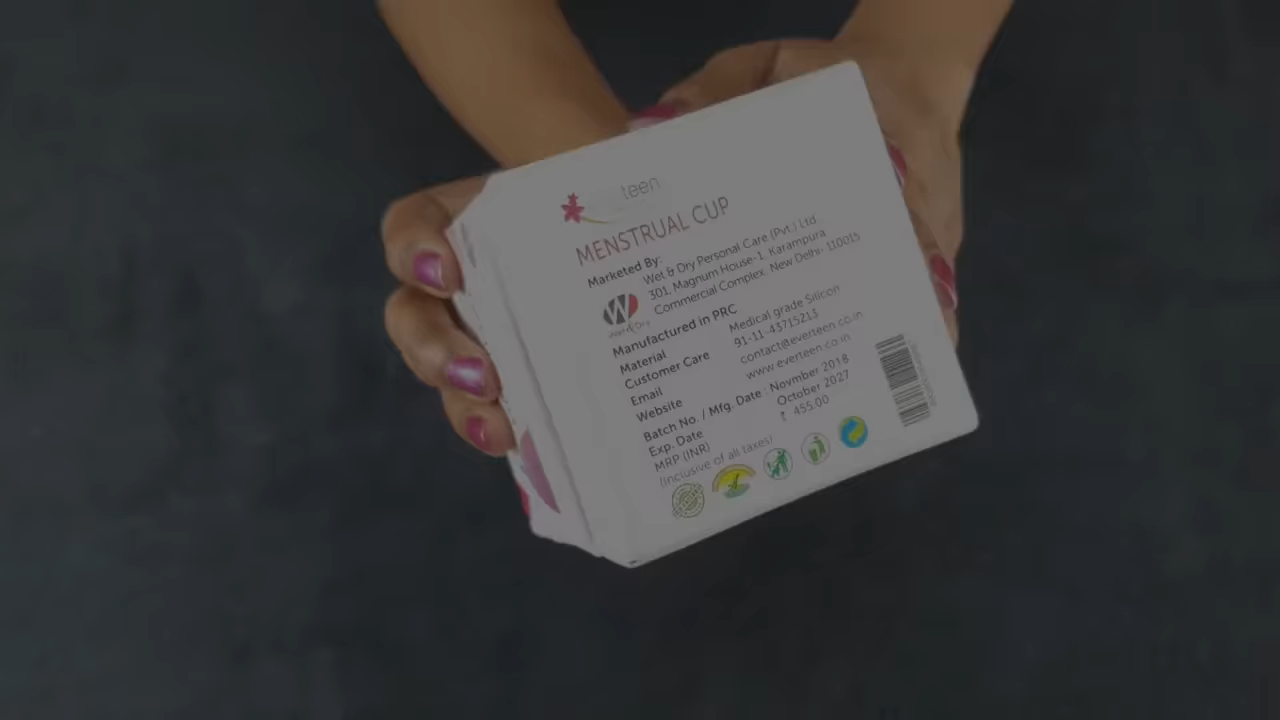 teen
MENSTRUAL CUP
Marketed By:
Wet & Dry Personal Care (Pvt.) Ltd
301, Magnum House-1, Karampura
Commercial Complex, New Delhi- 110015
W
Manufactured in PRC
Material Medical grade Silicon
Customer Care 91-11-43715213
Email contact@everteen.co.in
Website www.everteen.co.in
Batch No. / Mfg. Date : Novmber 2018
Exp. Date October 2027
MRP (INR) ₹ 455.00
(Inclusive of all taxes)